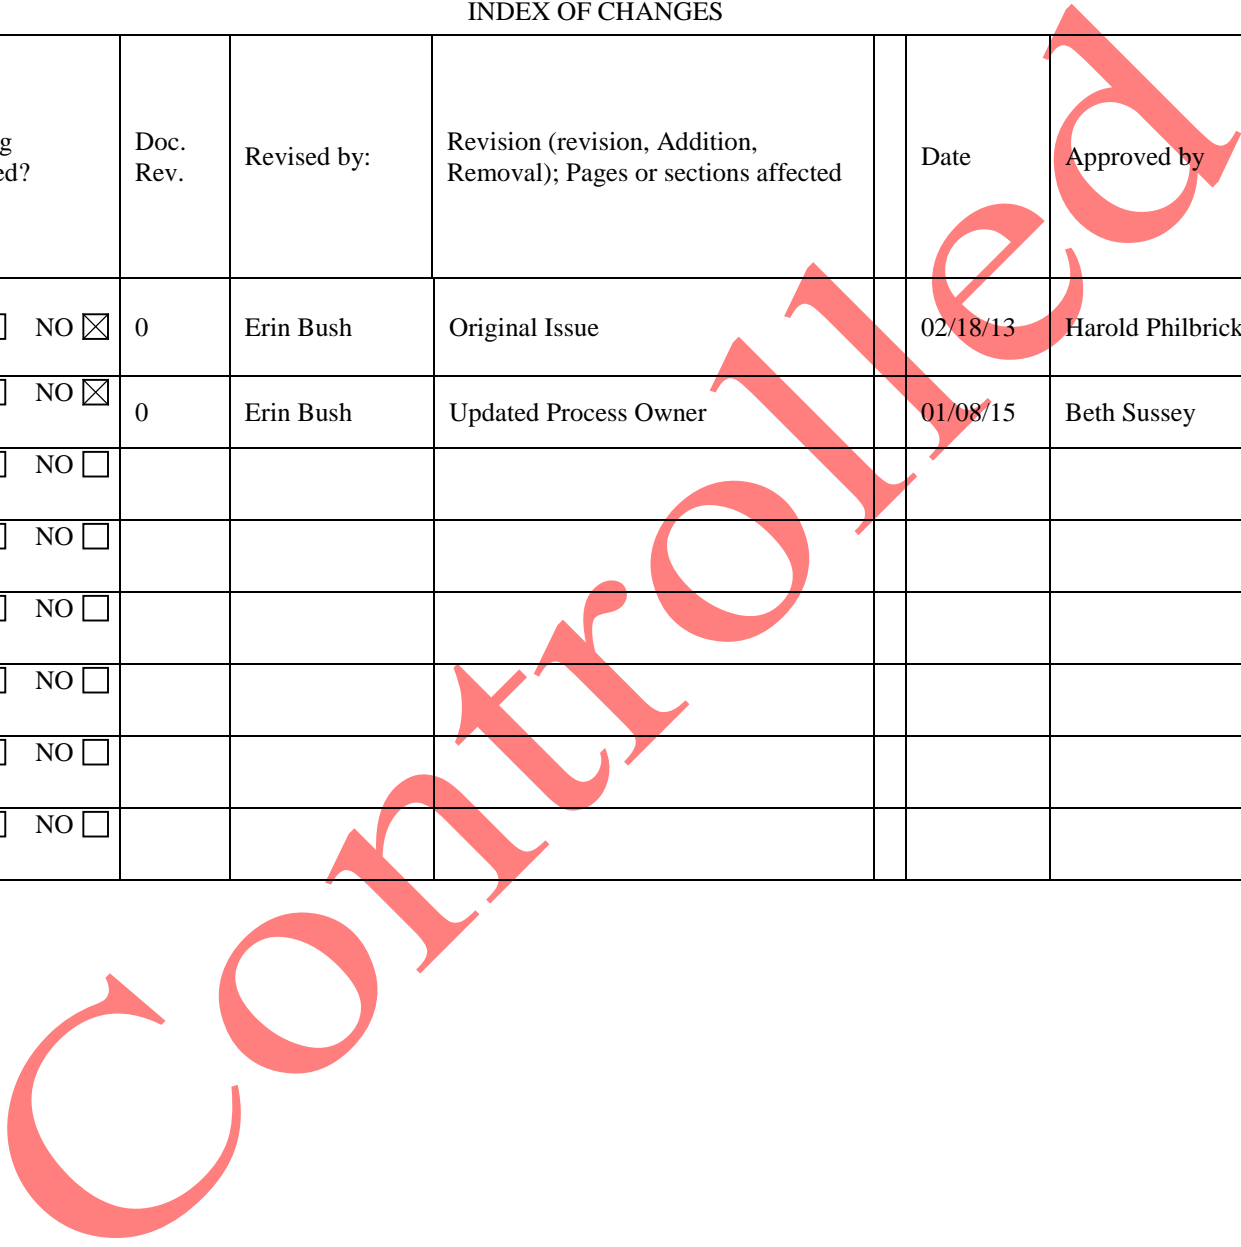 INDEX OF CHANGES
g
ed?
Doc.
Rev.
Revised by:
Revision (revision, Addition,
Removal); Pages or sections affected
Date
Approved by
NO ☒ 0 Erin Bush Original Issue 02/18/13 Harold Philbrick
NO ☒ 0 Erin Bush Updated Process Owner 01/08/15 Beth Sussey
NO ☐
NO ☐
NO ☐
NO ☐
NO ☐
NO ☐
Controlled